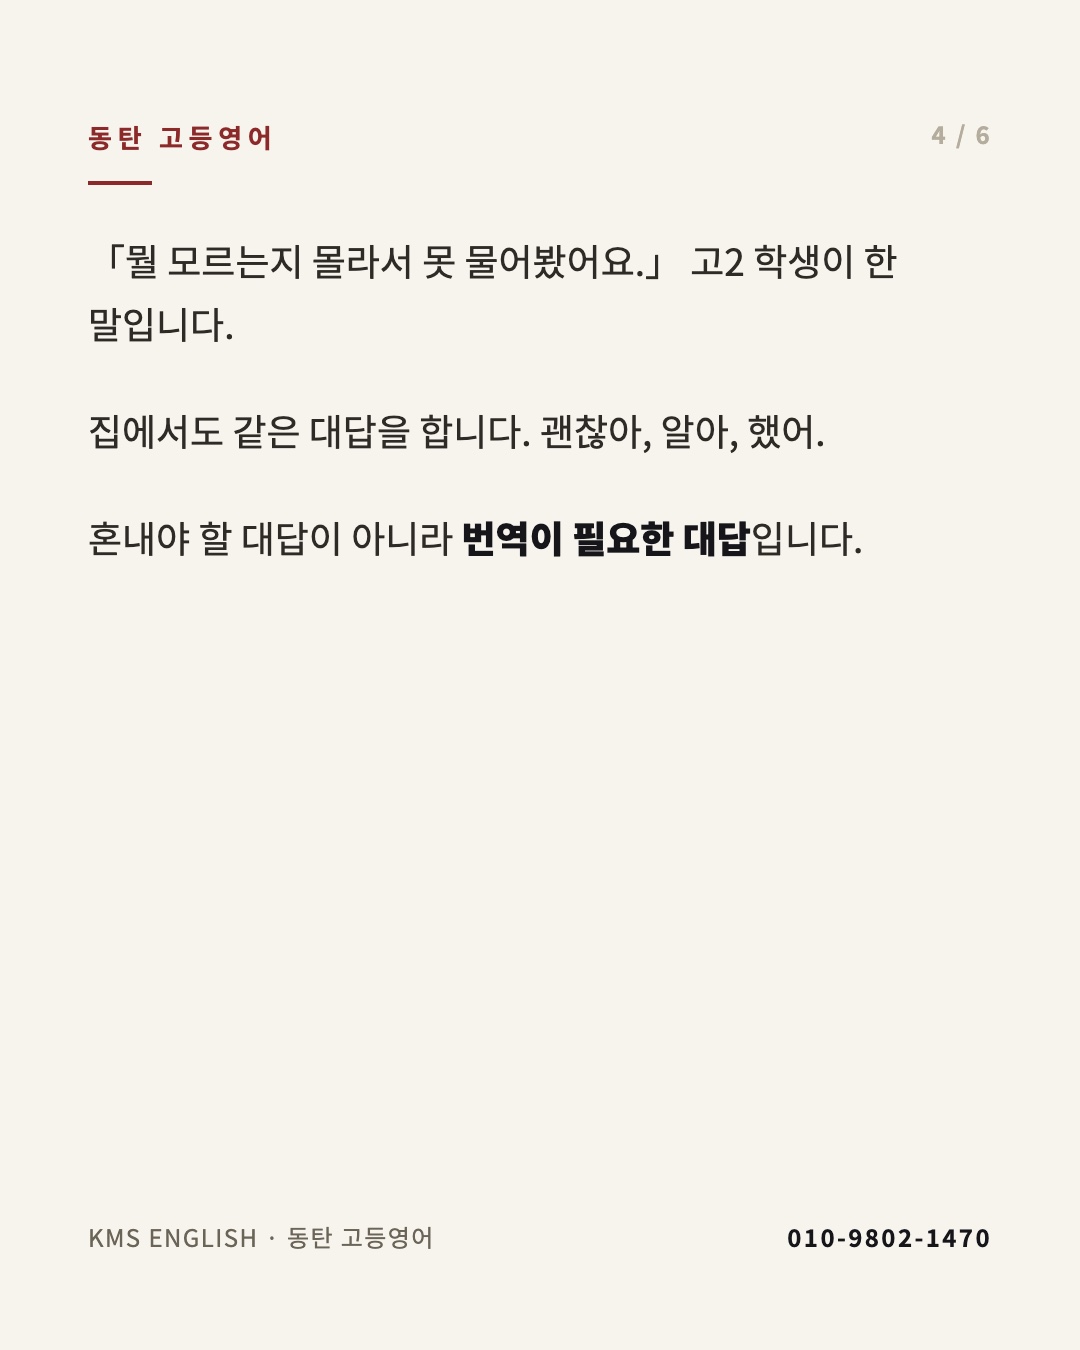 동탄 고등영어
4 / 6
「뭘 모르는지 몰라서 못 물어봤어요.」 고2 학생이 한
말입니다.
집에서도 같은 대답을 합니다. 괜찮아, 알아, 했어.
혼내야 할 대답이 아니라 번역이 필요한 대답입니다.
KMS ENGLISH · 동탄 고등영어
010-9802-1470